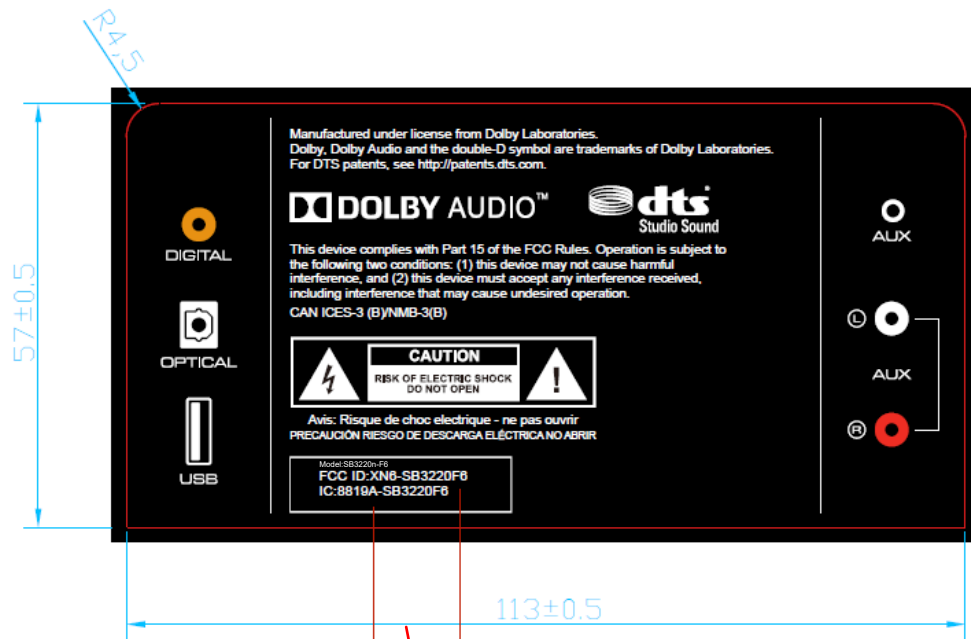 R4,5
57±0.5
DIGITAL
OPTICAL
USB
Manufactured under license from Dolby Laboratories.
Dolby, Dolby Audio and the double-D symbol are trademarks of Dolby Laboratories.
For DTS patents, see http://patents.dts.com.
DOLBY AUDIO™
dts
Studio Sound
This device complies with Part 15 of the FCC Rules. Operation is subject to
the following two conditions: (1) this device may not cause harmful
interference, and (2) this device must accept any interference received,
including interference that may cause undesired operation.
CAN ICES-3 (B)/NMB-3(B)
CAUTION
RISK OF ELECTRIC SHOCK
DO NOT OPEN
Avis: Risque de choc electrique - ne pas ouvrir
PRECAUCIÓN RIESGO DE DESCARGA ELÉCTRICA NO ABRIR
Model:SB3220n-F6
FCC ID:XN6-SB3220F6
IC:8819A-SB3220F6
AUX
L
AUX
R
113±0.5